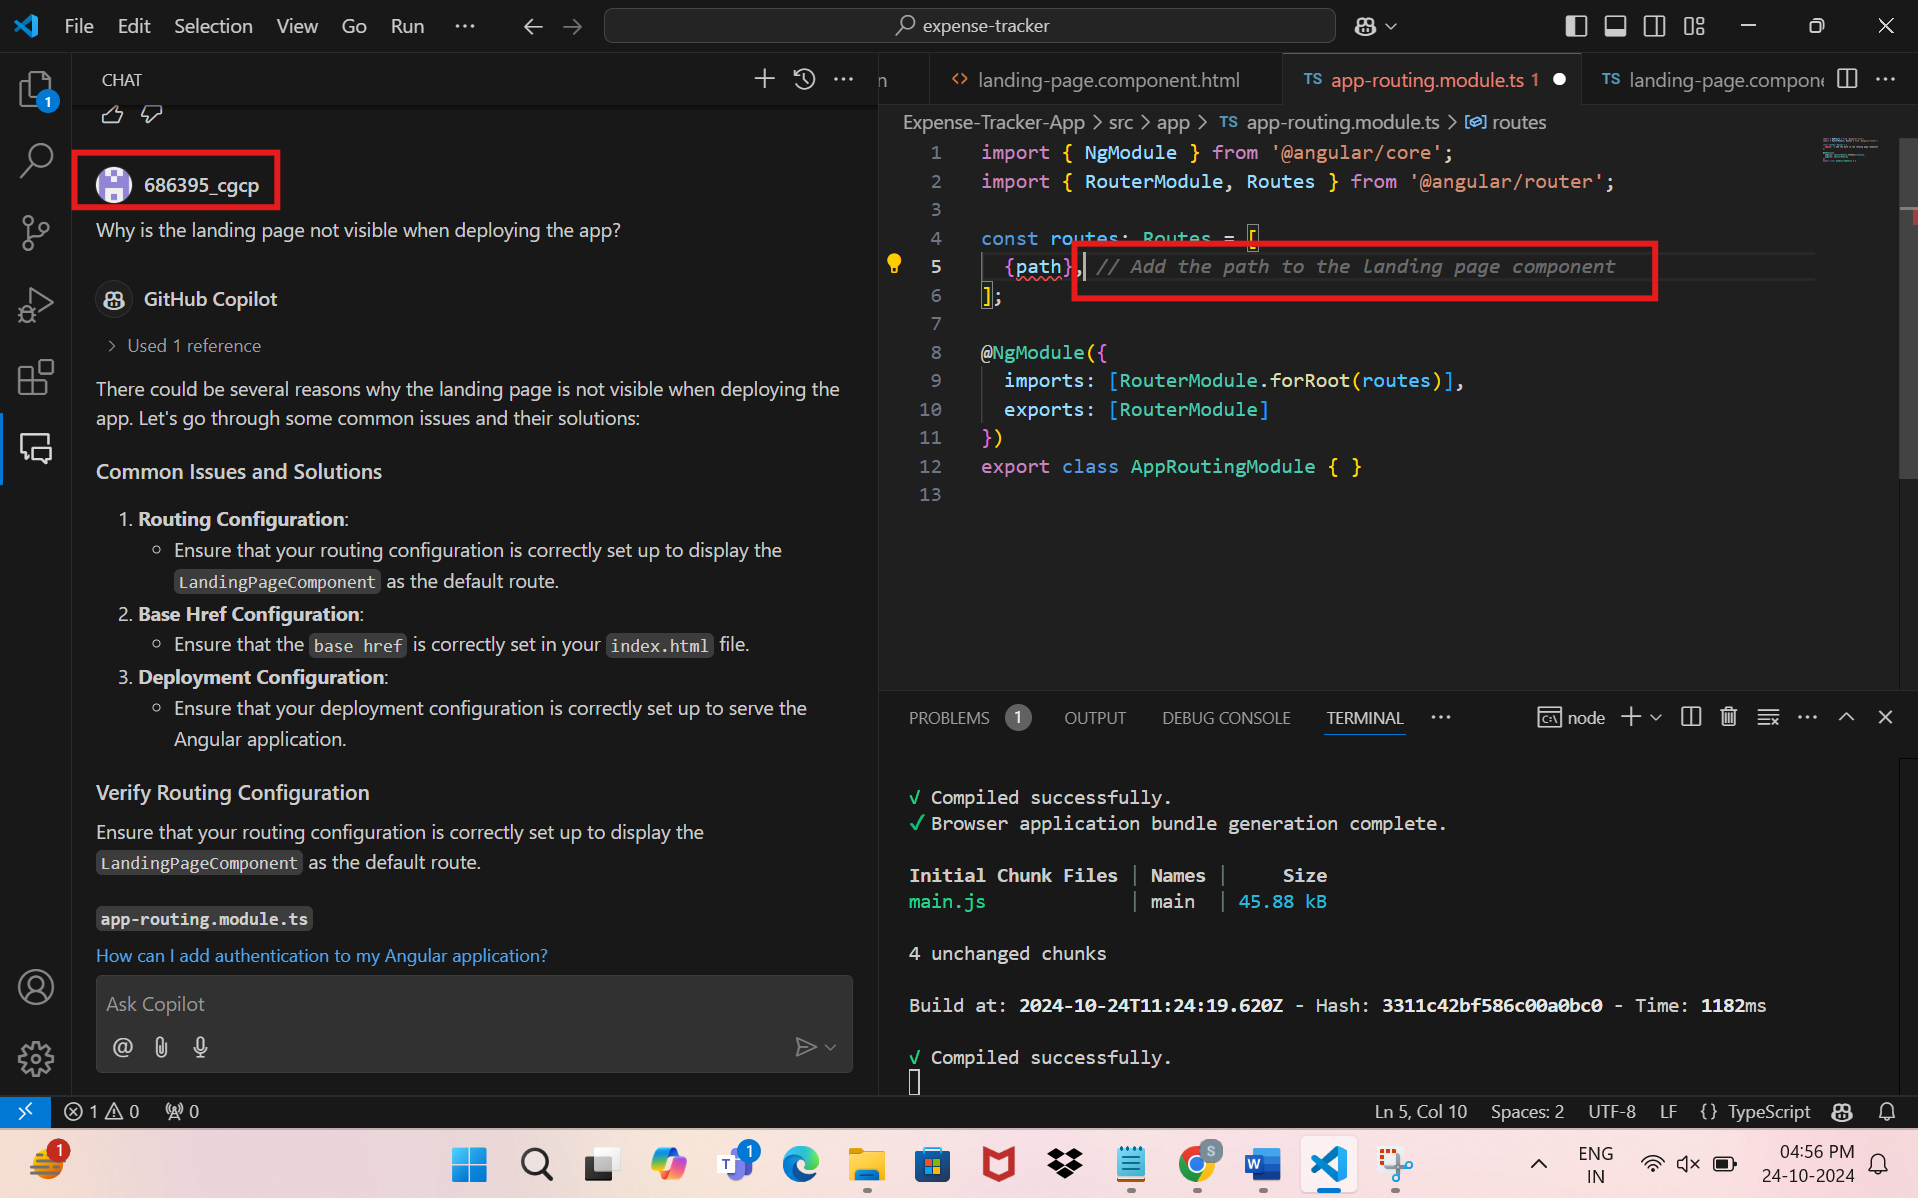 File Edit Selection View Go Run ···
expense-tracker
CHAT
686395_cgcp
Why is the landing page not visible when deploying the app?
GitHub Copilot
Used 1 reference
There could be several reasons why the landing page is not visible when deploying the
app. Let's go through some common issues and their solutions:
Common Issues and Solutions
1. Routing Configuration:
Ensure that your routing configuration is correctly set up to display the
LandingPageComponent as the default route.
2. Base Href Configuration:
Ensure that the base href is correctly set in your index.html file.
3. Deployment Configuration:
Ensure that your deployment configuration is correctly set up to serve the
Angular application.
Verify Routing Configuration
Ensure that your routing configuration is correctly set up to display the
LandingPageComponent as the default route.
app-routing.module.ts
How can I add authentication to my Angular application?
Ask Copilot
1
n <> landing-page.component.html TS app-routing.module.ts 1 TS landing-page.compone
Expense-Tracker-App > src > app > TS app-routing.module.ts > routes
1 import { NgModule } from '@angular/core';
2 import { RouterModule, Routes } from '@angular/router';
3
4 const routes: Routes = [
5 {path}, // Add the path to the landing page component
6 ];
7
8 @NgModule({
9 imports: [RouterModule.forRoot(routes)],
10 exports: [RouterModule]
11 })
12 export class AppRoutingModule { }
13
PROBLEMS 1 OUTPUT DEBUG CONSOLE TERMINAL ··· node
√ Compiled successfully.
✓ Browser application bundle generation complete.
Initial Chunk Files | Names | Size
main.js | main | 45.88 kB
4 unchanged chunks
Build at: 2024-10-24T11:24:19.620Z - Hash: 3311c42bf586c00a0bc0 - Time: 1182ms
√ Compiled successfully.
1 0 0 Ln 5, Col 10 Spaces: 2 UTF-8 LF {} TypeScript
1 1 S ENG
IN
04:56 PM
24-10-2024